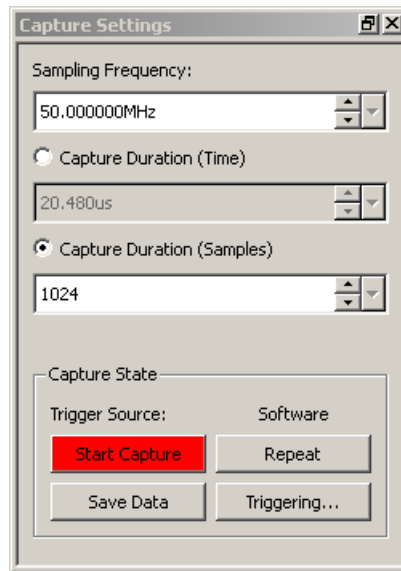 Capture Settings
Sampling Frequency:
50.000000MHz
Capture Duration (Time)
20.480us
Capture Duration (Samples)
1024
Capture State
Trigger Source: Software
Start Capture Repeat
Save Data Triggering...